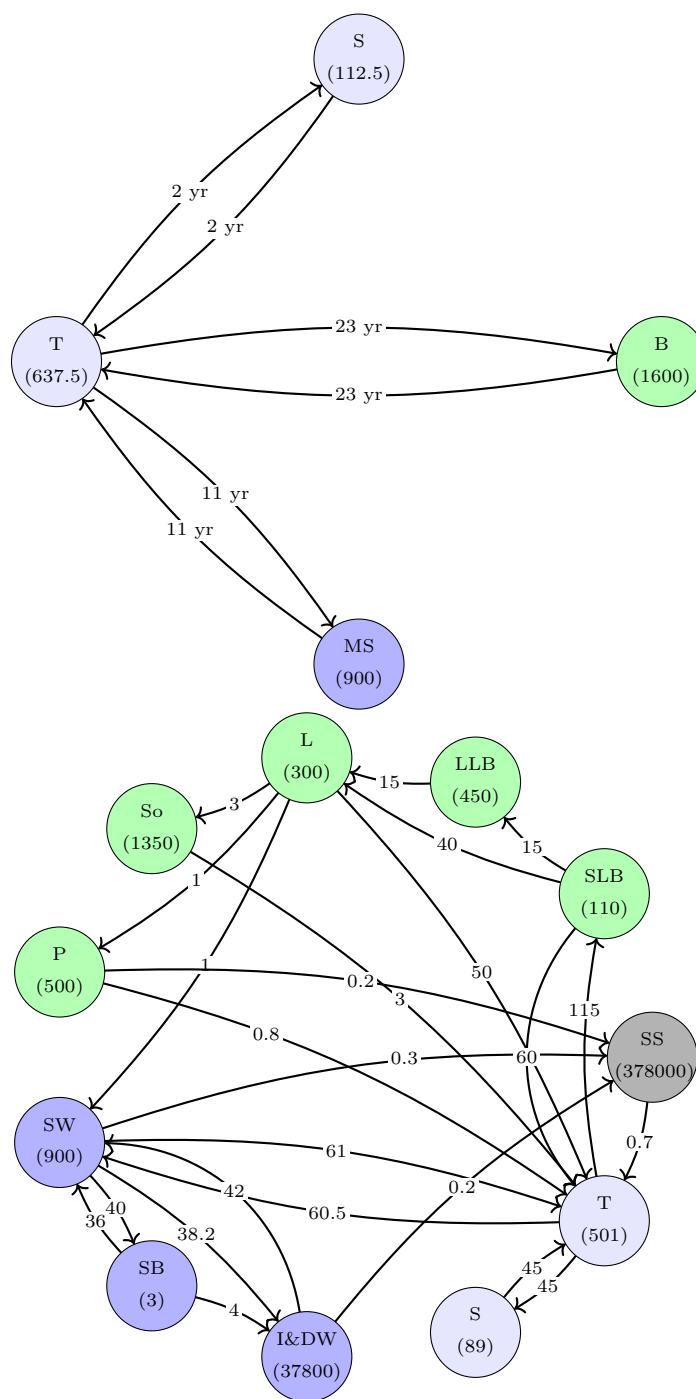 S
(112.5)
2 yr
2 yr
23 yr
T
(637.5)
B
(1600)
23 yr
11 yr
11 yr
MS
(900)
L
(300)
LLB
(450)
15
So
(1350)
3
40
15
SLB
(110)
1
P
(500)
1
50
0.2
3
115
0.8
SS
(378000)
0.3
60
SW
(900)
61
0.7
42
0.2
40
36
60.5
T
(501)
38.2
SB
(3)
45
45
4
S
(89)
I&DW
(37800)